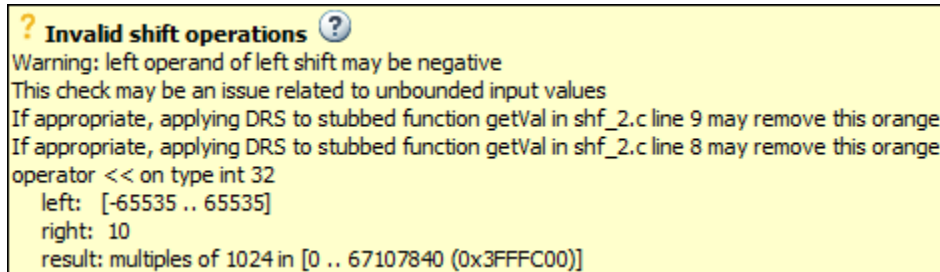 ? Invalid shift operations ?
Warning: left operand of left shift may be negative
This check may be an issue related to unbounded input values
If appropriate, applying DRS to stubbed function getVal in shf_2.c line 9 may remove this orange
If appropriate, applying DRS to stubbed function getVal in shf_2.c line 8 may remove this orange
operator << on type int 32
left: [-65535 .. 65535]
right: 10
result: multiples of 1024 in [0 .. 67107840 (0x3FFFC00)]